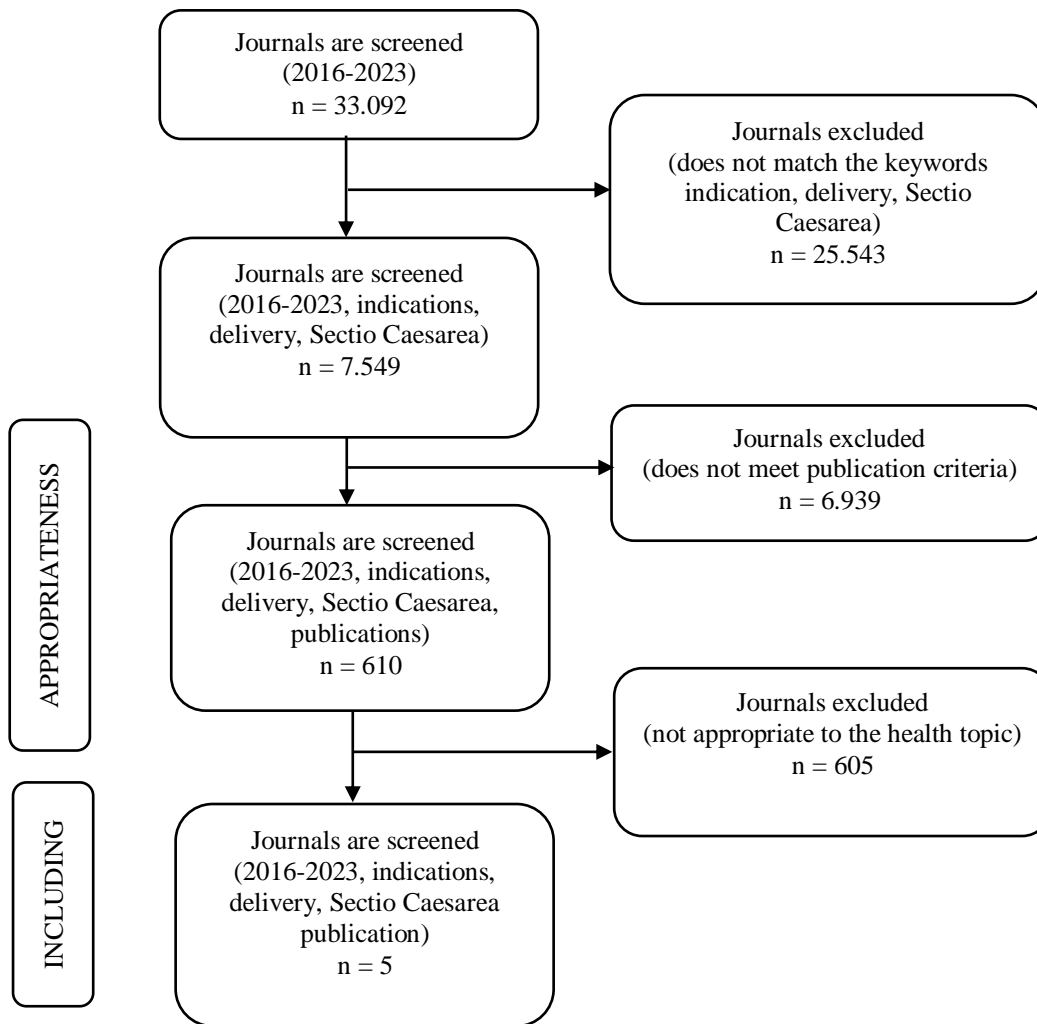 Journals are screened
(2016-2023)
n = 33.092
Journals excluded
(does not match the keywords
indication, delivery, Sectio
Caesarea)
n = 25.543
Journals are screened
(2016-2023, indications,
delivery, Sectio Caesarea)
n = 7.549
APPROPRIATENESS
Journals excluded
(does not meet publication criteria)
n = 6.939
Journals are screened
(2016-2023, indications,
delivery, Sectio Caesarea,
publications)
n = 610
Journals excluded
(not appropriate to the health topic)
n = 605
INCLUDING
Journals are screened
(2016-2023, indications,
delivery, Sectio Caesarea
publication)
n = 5